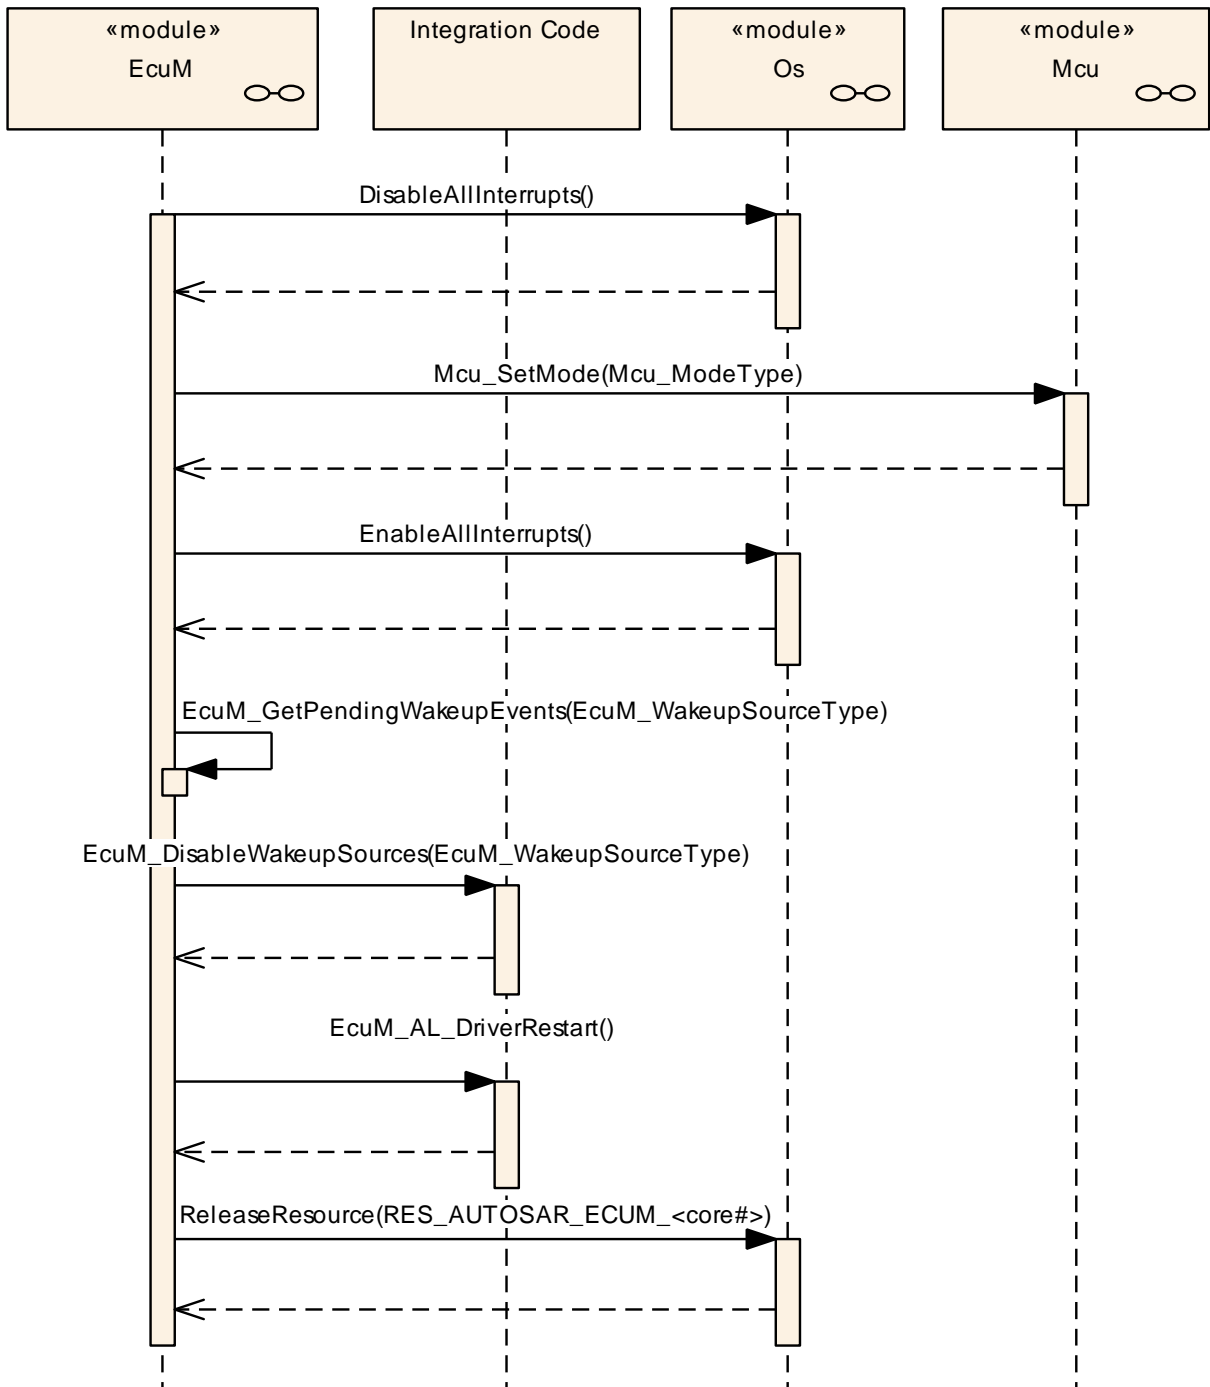 «module»
EcuM
Integration Code
«module»
Os
«module»
Mcu
DisableAllInterrupts()
Mcu_SetMode(Mcu_ModeType)
EnableAllInterrupts()
EcuM_GetPendingWakeupEvents(EcuM_WakeupSourceType)
EcuM_DisableWakeupSources(EcuM_WakeupSourceType)
EcuM_AL_DriverRestart()
ReleaseResource(RES_AUTOSAR_ECUM_<core#>)